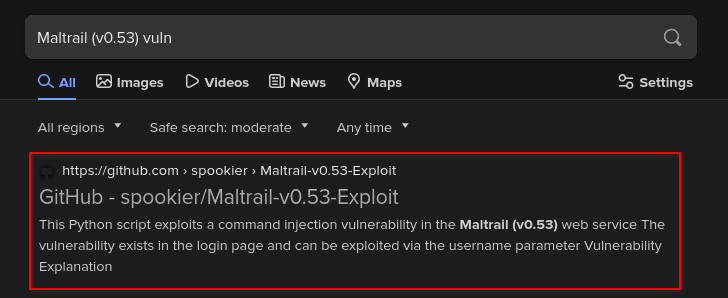 Maltrail (v0.53) vuln
All Images Videos News Maps Settings
All regions Safe search: moderate Any time
https://github.com › spookier › Maltrail-v0.53-Exploit
GitHub - spookier/Maltrail-v0.53-Exploit
This Python script exploits a command injection vulnerability in the Maltrail (v0.53) web service The
vulnerability exists in the login page and can be exploited via the username parameter Vulnerability
Explanation